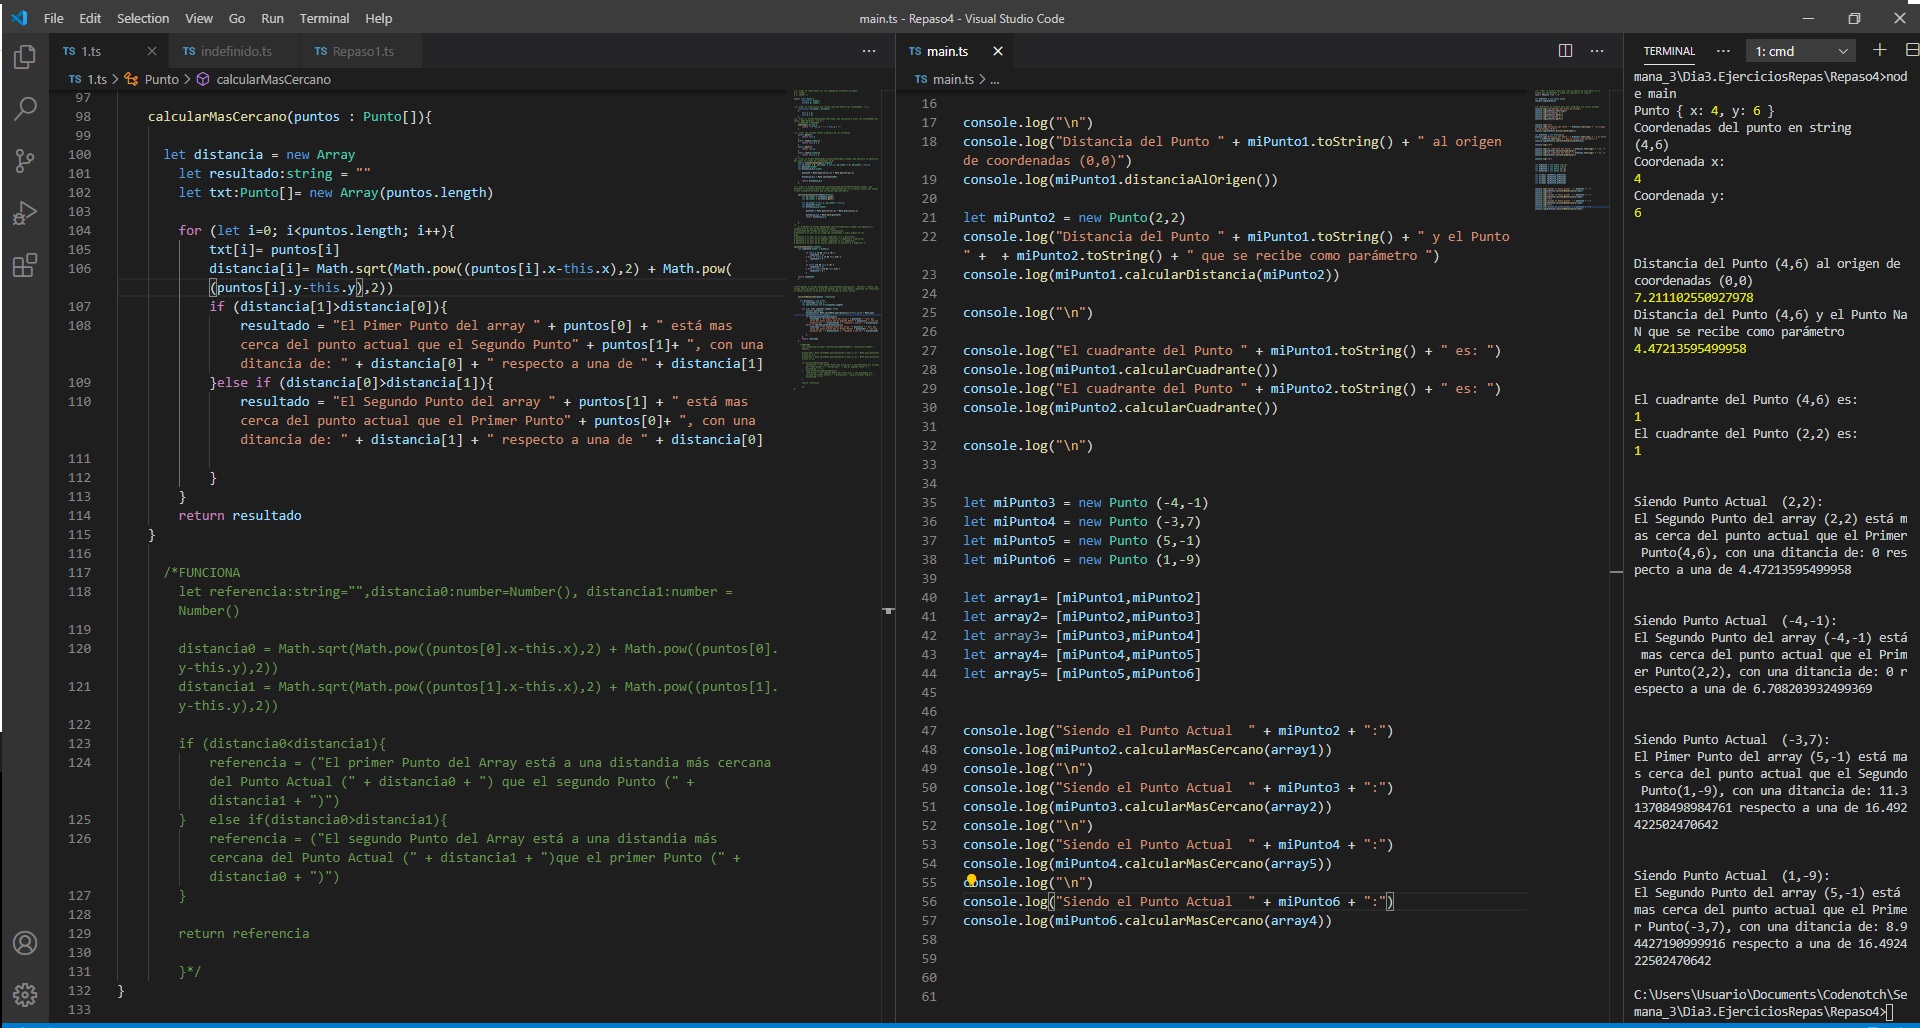 File Edit Selection View Go Run Terminal Help
main.ts - Repaso4 - Visual Studio Code
TS 1.ts
TS indefinido.ts
TS Repaso1.ts
TS 1.ts > Punto > calcularMasCercano
97
98 calcularMasCercano(puntos : Punto[]){
99
100 let distancia = new Array
101 let resultado:string = ""
102 let txt:Punto[]= new Array(puntos.length)
103
104 for (let i=0; i<puntos.length; i++){
105 txt[i]= puntos[i]
106 distancia[i]= Math.sqrt(Math.pow((puntos[i].x-this.x),2) + Math.pow(
(puntos[i].y-this.y),2))
107 if (distancia[1]>distancia[0]){
108 resultado = "El Pimer Punto del array " + puntos[0] + " está mas
cerca del punto actual que el Segundo Punto" + puntos[1]+ ", con una
ditancia de: " + distancia[0] + " respecto a una de " + distancia[1]
109 }else if (distancia[0]>distancia[1]){
110 resultado = "El Segundo Punto del array " + puntos[1] + " está mas
cerca del punto actual que el Primer Punto" + puntos[0]+ ", con una
ditancia de: " + distancia[1] + " respecto a una de " + distancia[0]
111
112 }
113 }
114 return resultado
115 }
116
117 /*FUNCIONA
118 let referencia:string="",distancia0:number=Number(), distancia1:number =
Number()
119
120 distancia0 = Math.sqrt(Math.pow((puntos[0].x-this.x),2) + Math.pow((puntos[0].
y-this.y),2))
121 distancia1 = Math.sqrt(Math.pow((puntos[1].x-this.x),2) + Math.pow((puntos[1].
y-this.y),2))
122
123 if (distancia0<distancia1){
124 referencia = ("El primer Punto del Array está a una distandia más cercana
del Punto Actual (" + distancia0 + ") que el segundo Punto (" +
distancia1 + ")")
125 } else if(distancia0>distancia1){
126 referencia = ("El segundo Punto del Array está a una distandia más
cercana del Punto Actual (" + distancia1 + ")que el primer Punto (" +
distancia0 + ")")
127 }
128
129 return referencia
130
131 }*/
132 }
133
TS main.ts
TS main.ts > ...
16
17 console.log("\n")
18 console.log("Distancia del Punto " + miPunto1.toString() + " al origen
de coordenadas (0,0)")
19 console.log(miPunto1.distanciaAlOrigen())
20
21 let miPunto2 = new Punto(2,2)
22 console.log("Distancia del Punto " + miPunto1.toString() + " y el Punto
" +  + miPunto2.toString() + " que se recibe como parámetro ")
23 console.log(miPunto1.calcularDistancia(miPunto2))
24
25 console.log("\n")
26
27 console.log("El cuadrante del Punto " + miPunto1.toString() + " es: ")
28 console.log(miPunto1.calcularCuadrante())
29 console.log("El cuadrante del Punto " + miPunto2.toString() + " es: ")
30 console.log(miPunto2.calcularCuadrante())
31
32 console.log("\n")
33
34
35 let miPunto3 = new Punto (-4,-1)
36 let miPunto4 = new Punto (-3,7)
37 let miPunto5 = new Punto (5,-1)
38 let miPunto6 = new Punto (1,-9)
39
40 let array1= [miPunto1,miPunto2]
41 let array2= [miPunto2,miPunto3]
42 let array3= [miPunto3,miPunto4]
43 let array4= [miPunto4,miPunto5]
44 let array5= [miPunto5,miPunto6]
45
46
47 console.log("Siendo el Punto Actual  " + miPunto2 + ":")
48 console.log(miPunto2.calcularMasCercano(array1))
49 console.log("\n")
50 console.log("Siendo el Punto Actual  " + miPunto3 + ":")
51 console.log(miPunto3.calcularMasCercano(array2))
52 console.log("\n")
53 console.log("Siendo el Punto Actual  " + miPunto4 + ":")
54 console.log(miPunto4.calcularMasCercano(array5))
55 console.log("\n")
56 console.log("Siendo el Punto Actual  " + miPunto6 + ":")
57 console.log(miPunto6.calcularMasCercano(array4))
58
59
60
61
TERMINAL
1: cmd
mana_3\Dia3.EjerciciosRepas\Repaso4>nod
e main
Punto { x: 4, y: 6 }
Coordenadas del punto en string
(4,6)
Coordenada x:
4
Coordenada y:
6
Distancia del Punto (4,6) al origen de
coordenadas (0,0)
7.211102550927978
Distancia del Punto (4,6) y el Punto Na
N que se recibe como parámetro
4.47213595499958
El cuadrante del Punto (4,6) es:
1
El cuadrante del Punto (2,2) es:
1
Siendo Punto Actual  (2,2):
El Segundo Punto del array (2,2) está m
as cerca del punto actual que el Primer
Punto(4,6), con una ditancia de: 0 res
pecto a una de 4.47213595499958
Siendo Punto Actual  (-4,-1):
El Segundo Punto del array (-4,-1) está
mas cerca del punto actual que el Prim
er Punto(2,2), con una ditancia de: 0 r
especto a una de 6.708203932499369
Siendo Punto Actual  (-3,7):
El Pimer Punto del array (5,-1) está ma
s cerca del punto actual que el Segundo
Punto(1,-9), con una ditancia de: 11.3
13708498984761 respecto a una de 16.492
422502470642
Siendo Punto Actual  (1,-9):
El Segundo Punto del array (5,-1) está
mas cerca del punto actual que el Prime
r Punto(-3,7), con una ditancia de: 8.9
4427190999916 respecto a una de 16.4924
22502470642
C:\Users\Usuario\Documents\Codenotch\Se
mana_3\Dia3.EjerciciosRepas\Repaso4>